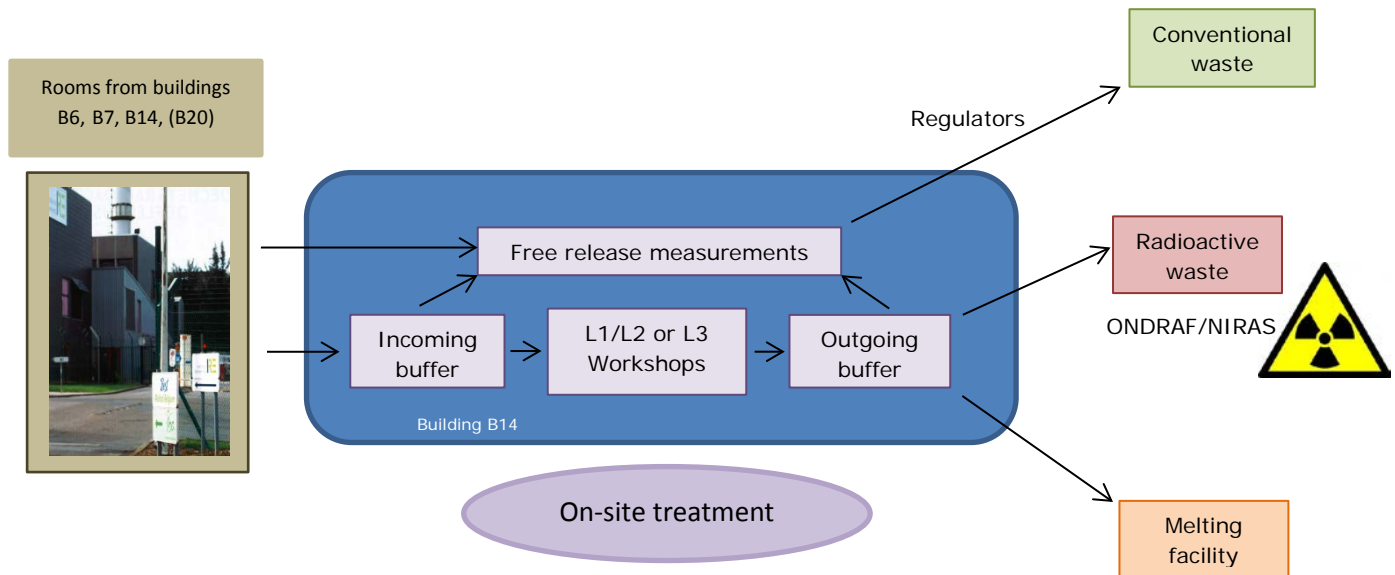 Conventional
waste
Rooms from buildings
B6, B7, B14, (B20)
Regulators
Free release measurements
Radioactive
waste
ONDRAF/NIRAS
Incoming
buffer
L1/L2 or L3
Workshops
Outgoing
buffer
Building B14
On-site treatment
Melting
facility